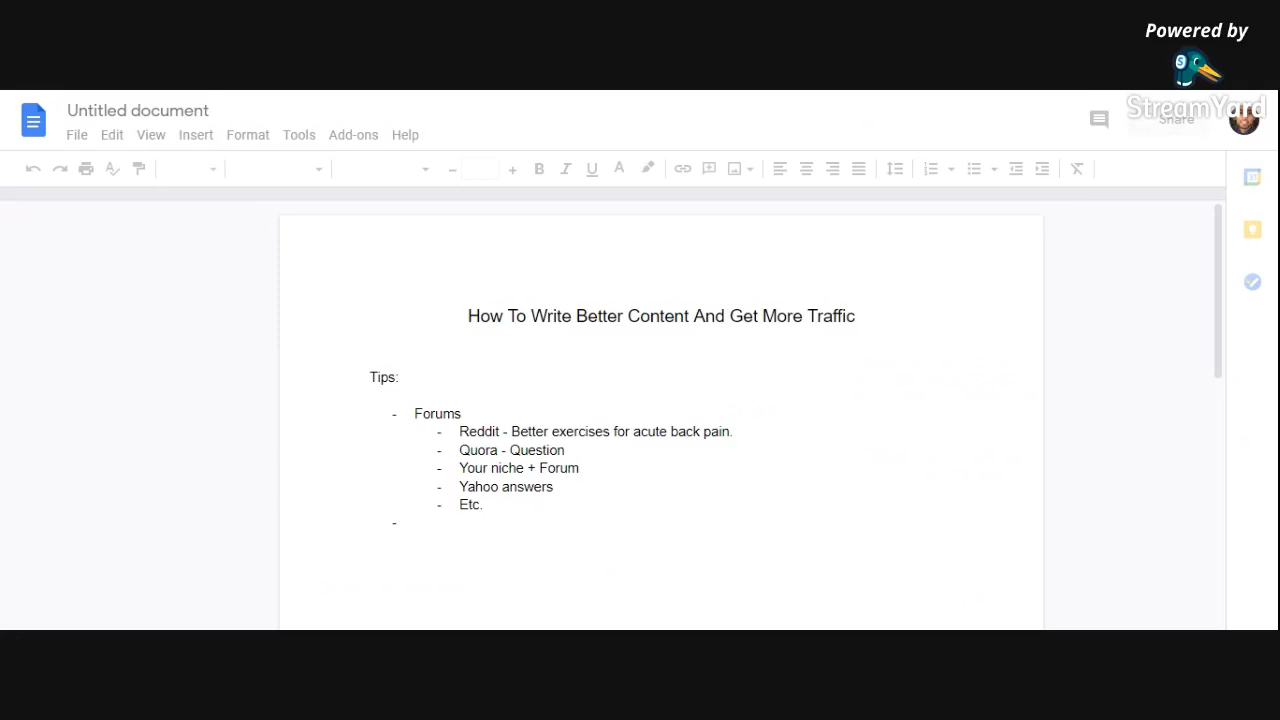 Powered by
StreamYard
Untitled document
Share
File Edit View Insert Format Tools Add-ons Help
How To Write Better Content And Get More Traffic
Tips:
- Forums
- Reddit - Better exercises for acute back pain.
- Quora - Question
- Your niche + Forum
- Yahoo answers
- Etc.
-